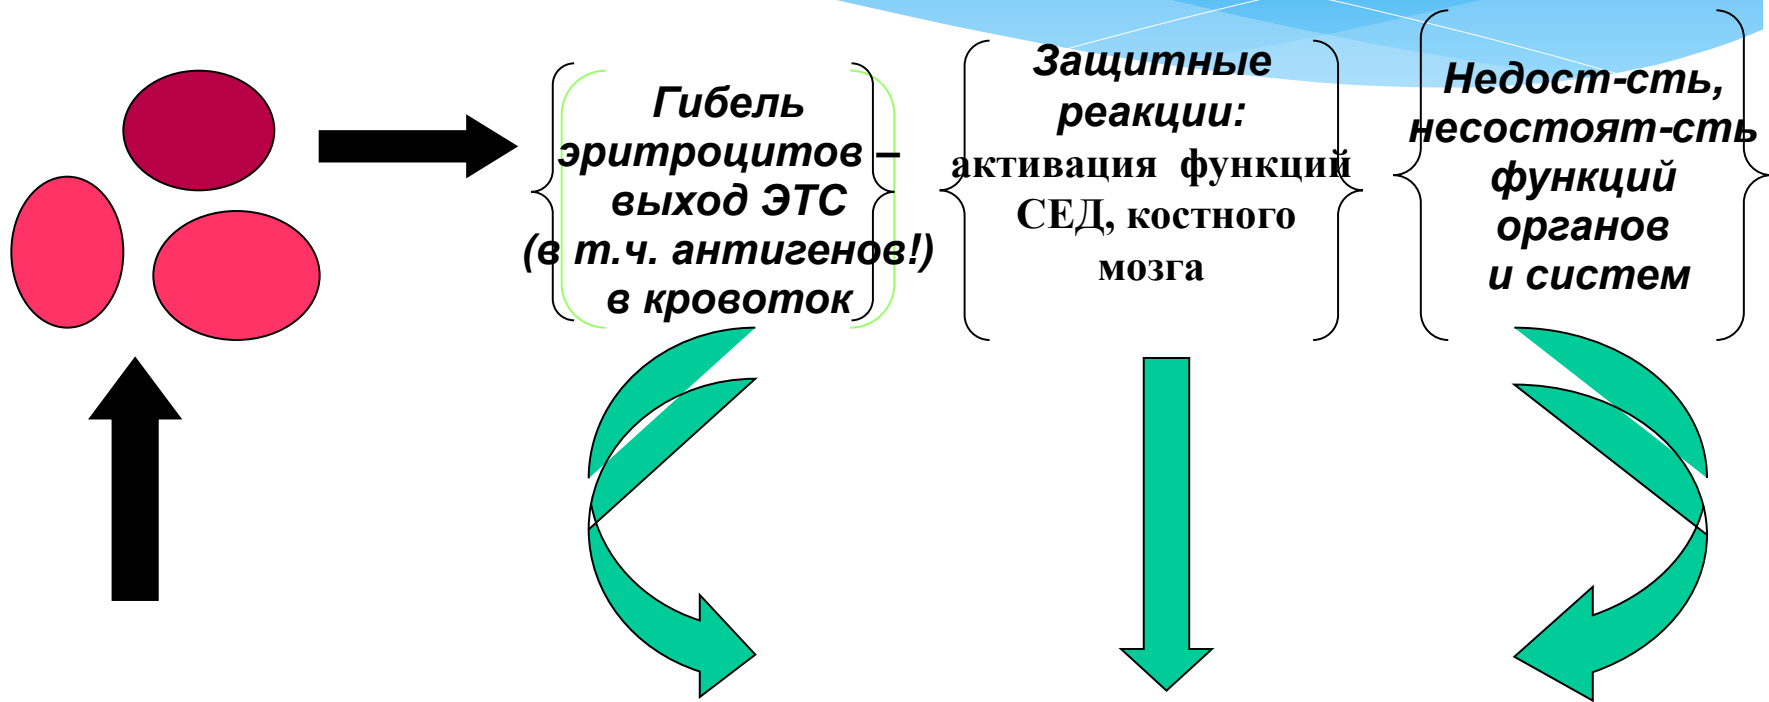 Гибель
эритроцитов –
выход ЭТС
(в т.ч. антигенов!)
в кровоток
Защитные
реакции:
активация функций
СЕД, костного
мозга
Недост-сть,
несостоят-сть
функций
органов
и систем